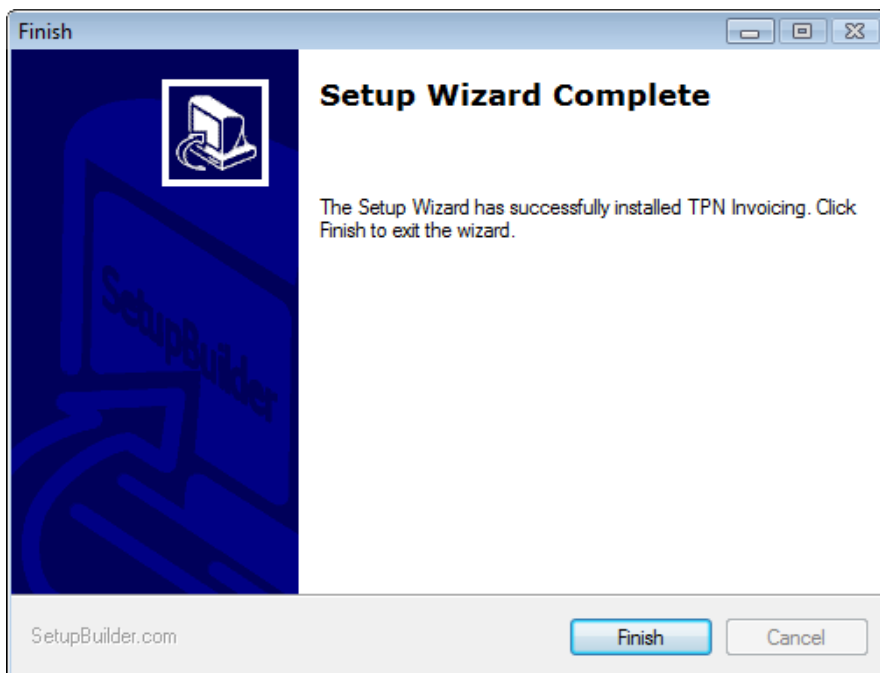 Finish
Setup Wizard Complete
The Setup Wizard has successfully installed TPN Invoicing. Click
Finish to exit the wizard.
SetupBuilder
SetupBuilder.com
Finish
Cancel